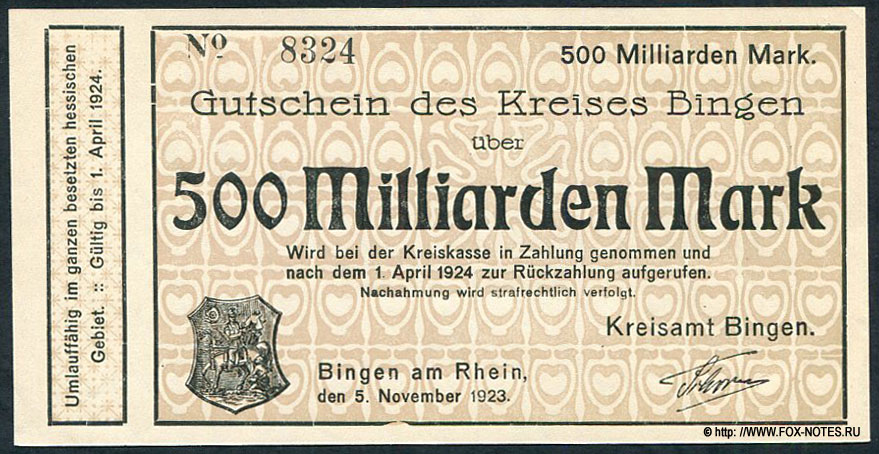 Umlauffähig im ganzen besetzten hessischen
Gebiet. :: Gültig bis 1. April 1924.
No 8324
500 Milliarden Mark.
Gutschein des Kreises Bingen
über
500 Milliarden Mark
Wird bei der Kreiskasse in Zahlung genommen und
nach dem 1. April 1924 zur Rückzahlung aufgerufen.
Nachahmung wird strafrechtlich verfolgt.
Kreisamt Bingen.
Bingen am Rhein,
den 5. November 1923.
© http: //WWW.FOX-NOTES.RU